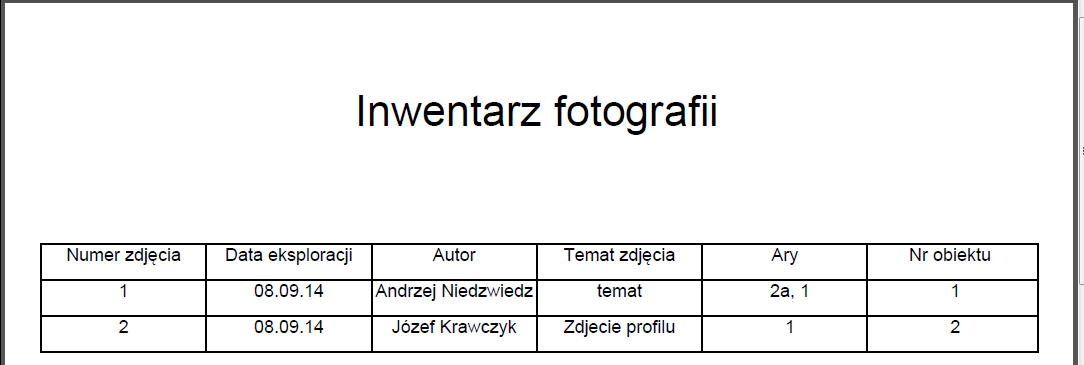 Inwentarz fotografii
Numer zdjęcia Data eksploracji Autor Temat zdjęcia Ary Nr obiektu
1 08.09.14 Andrzej Niedzwiedz temat 2a, 1 1
2 08.09.14 Józef Krawczyk Zdjecie profilu 1 2